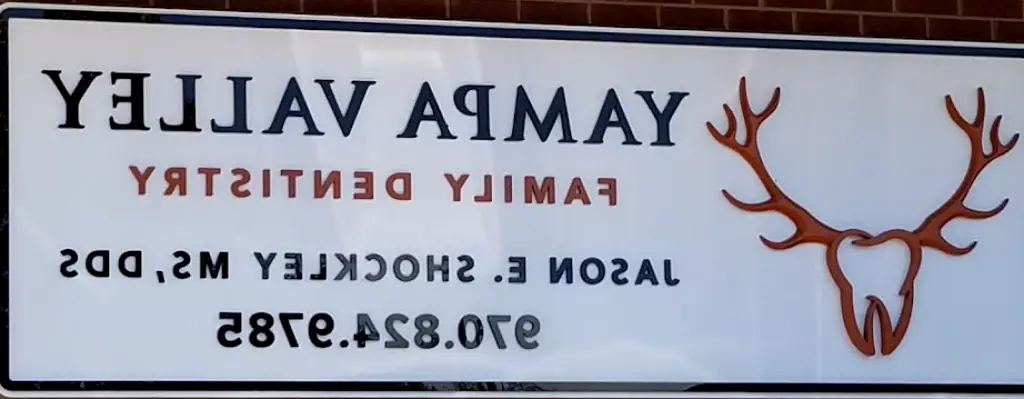 YAMPA VALLEY
FAMILY DENTISTRY
JASON E. SHOCKLEY MS, DDS
970.824.9785